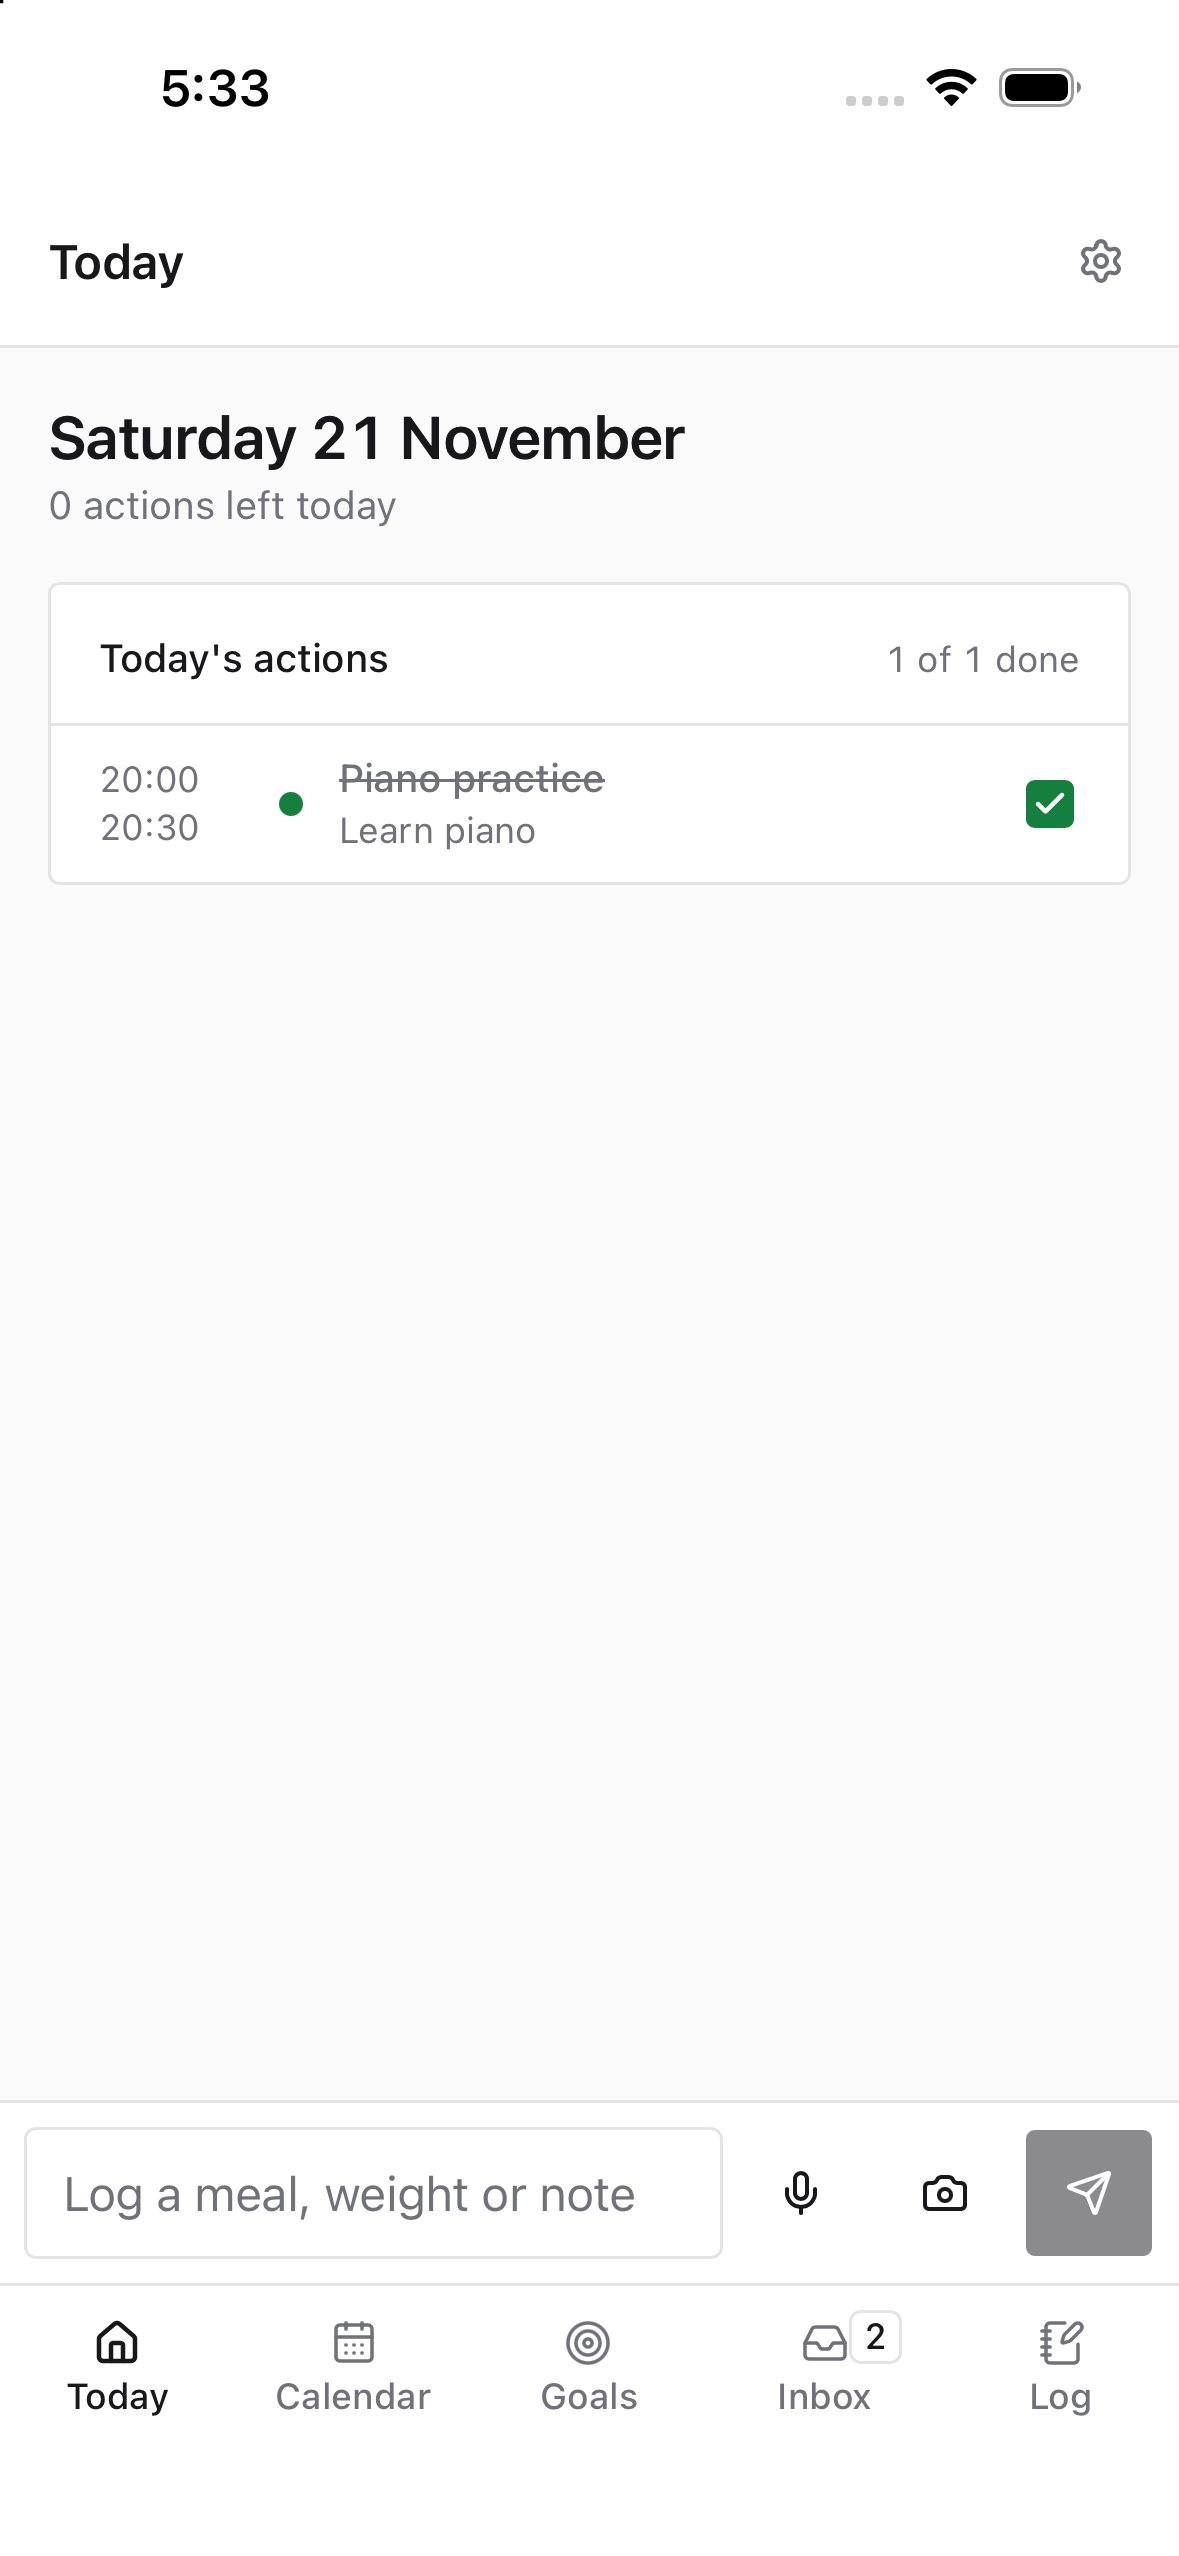 5:33
Today
Saturday 21 November
0 actions left today
Today's actions
1 of 1 done
20:00
Piano practice
20:30
Learn piano
Log a meal, weight or note
2
Today
Calendar
Goals
Inbox
Log